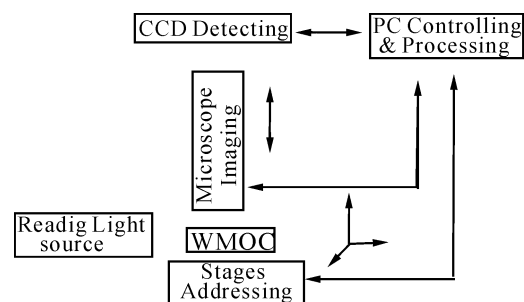 CCD Detecting
PC Controlling
& Processing
Microscope
Imaging
Readig Light
source
WMOC
Stages
Addressing